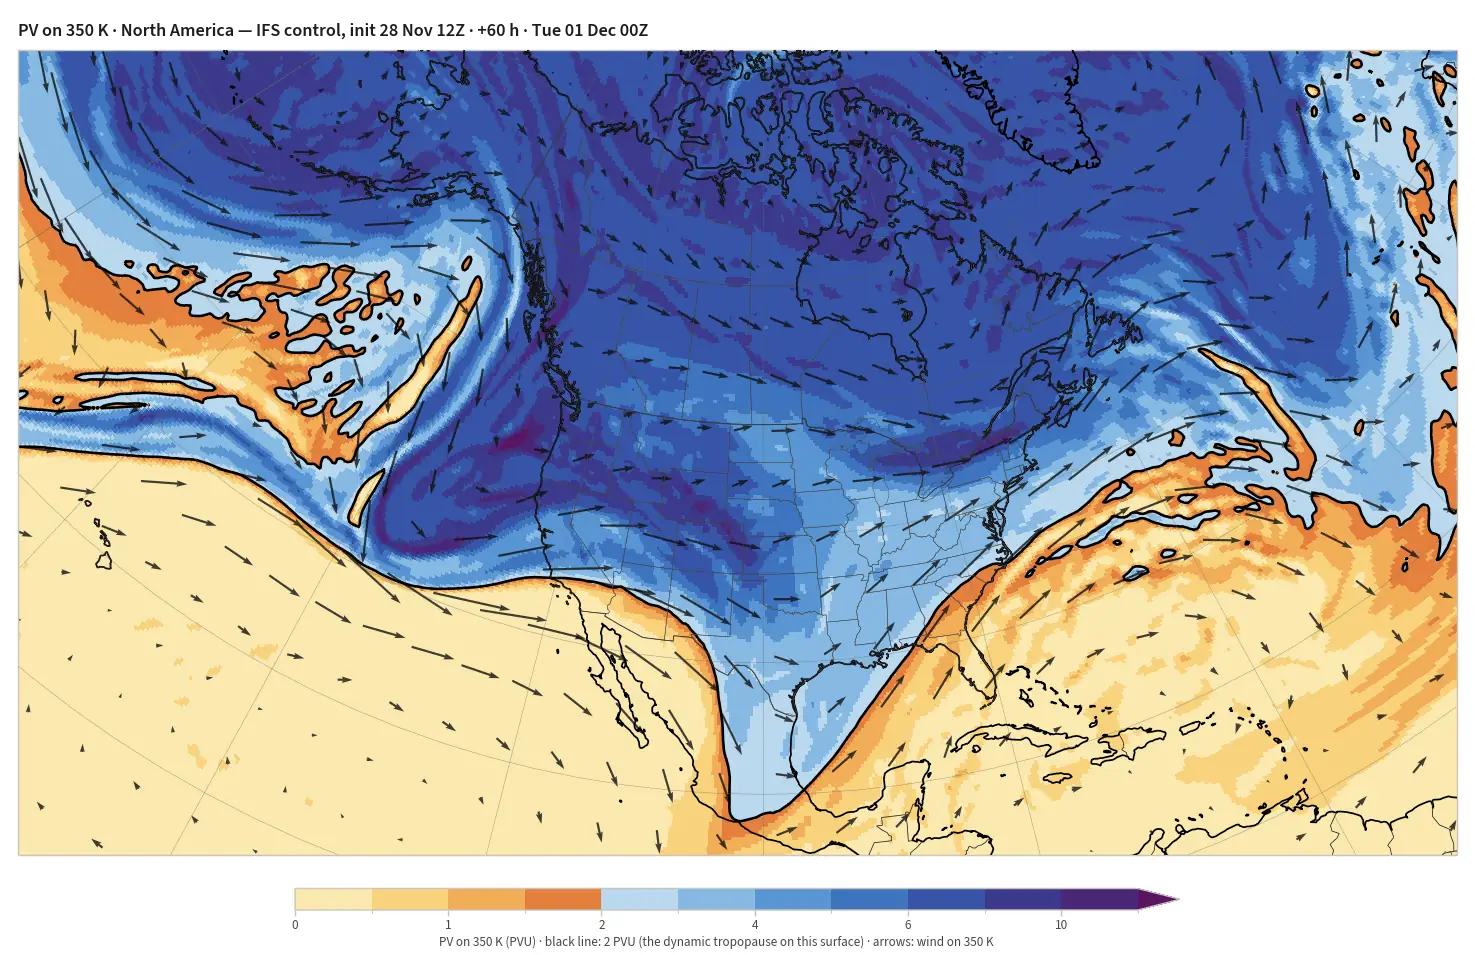 PV on 350 K · North America — IFS control, init 28 Nov 12Z · +60 h · Tue 01 Dec 00Z
0 1 2 4 6 10
PV on 350 K (PVU) · black line: 2 PVU (the dynamic tropopause on this surface) · arrows: wind on 350 K